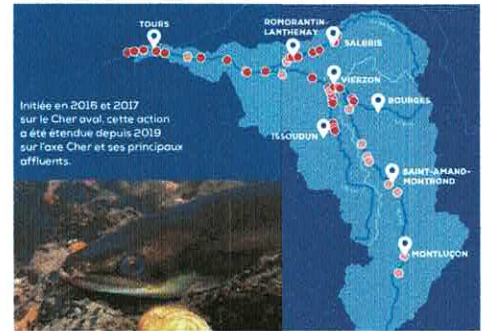 TOURS
ROMORANTIN-
LANTHENAY
SALBRIS
VIERZON
BOURGES
Initiée en 2016 et 2017
sur le Cher aval, cette action
a été étendue depuis 2019
sur l'axe Cher et ses principaux
affluents.
ISSOUDUN
SAINT-AMAND-
MONTROND
MONTLUÇON